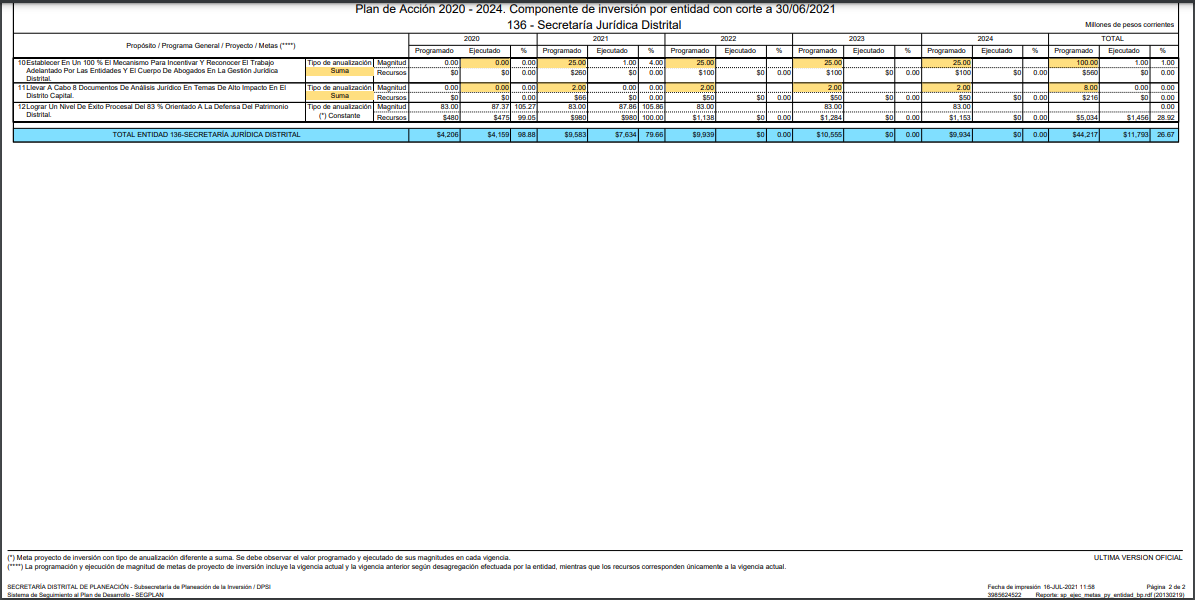 Plan de Acción 2020 - 2024. Componente de inversión por entidad con corte a 30/06/2021
136 - Secretaría Jurídica Distrital
Millones de pesos corrientes
Propósito / Programa General / Proyecto / Metas (****) 2020 2021 2022 2023 2024 TOTAL
Programado Ejecutado % Programado Ejecutado % Programado Ejecutado % Programado Ejecutado % Programado Ejecutado % Programado Ejecutado %
10 Establecer En Un 100 % El Mecanismo Para Incentivar Y Reconocer El Trabajo Tipo de anualización Magnitud 0.00 0.00 0.00 25.00 1.00 4.00 25.00 25.00 25.00 100.00 1.00 1.00
Adelantado Por Las Entidades Y El Cuerpo De Abogados En La Gestión Jurídica Suma Recursos $0 $0 0.00 $260 $0 0.00 $100 $0 0.00 $100 $0 0.00 $100 $0 0.00 $560 $0 0.00
Distrital.
11 Llevar A Cabo 8 Documentos De Análisis Jurídico En Temas De Alto Impacto En El Tipo de anualización Magnitud 0.00 0.00 0.00 2.00 0.00 0.00 2.00 2.00 2.00 8.00 0.00 0.00
Distrito Capital. Suma Recursos $0 $0 0.00 $66 $0 0.00 $50 $0 0.00 $50 $0 0.00 $50 $0 0.00 $216 $0 0.00
12 Lograr Un Nivel De Éxito Procesal Del 83 % Orientado A La Defensa Del Patrimonio Tipo de anualización Magnitud 83.00 87.37 105.27 83.00 87.86 105.86 83.00 83.00 83.00 0.00
Distrital. (*) Constante Recursos $480 $475 99.05 $980 $980 100.00 $1,138 $0 0.00 $1,284 $0 0.00 $1,153 $0 0.00 $5,034 $1,456 28.92
TOTAL ENTIDAD 136-SECRETARÍA JURÍDICA DISTRITAL $4,206 $4,159 98.88 $9,583 $7,634 79.66 $9,939 $0 0.00 $10,555 $0 0.00 $9,934 $0 0.00 $44,217 $11,793 26.67
(*) Meta proyecto de inversión con tipo de anualización diferente a suma. Se debe observar el valor programado y ejecutado de sus magnitudes en cada vigencia. ULTIMA VERSION OFICIAL
(****) La programación y ejecución de magnitud de metas de proyecto de inversión incluye la vigencia actual y la vigencia anterior según desagregación efectuada por la entidad, mientras que los recursos corresponden únicamente a la vigencia actual.
SECRETARÍA DISTRITAL DE PLANEACIÓN - Subsecretaría de Planeación de la Inversión / DPSI Fecha de impresión 16-JUL-2021 11:58 Página 2 de 2
Sistema de Seguimiento al Plan de Desarrollo - SEGPLAN 3985624522 Reporte: sp_ejec_metas_py_entidad_bp.rdf (20130219)